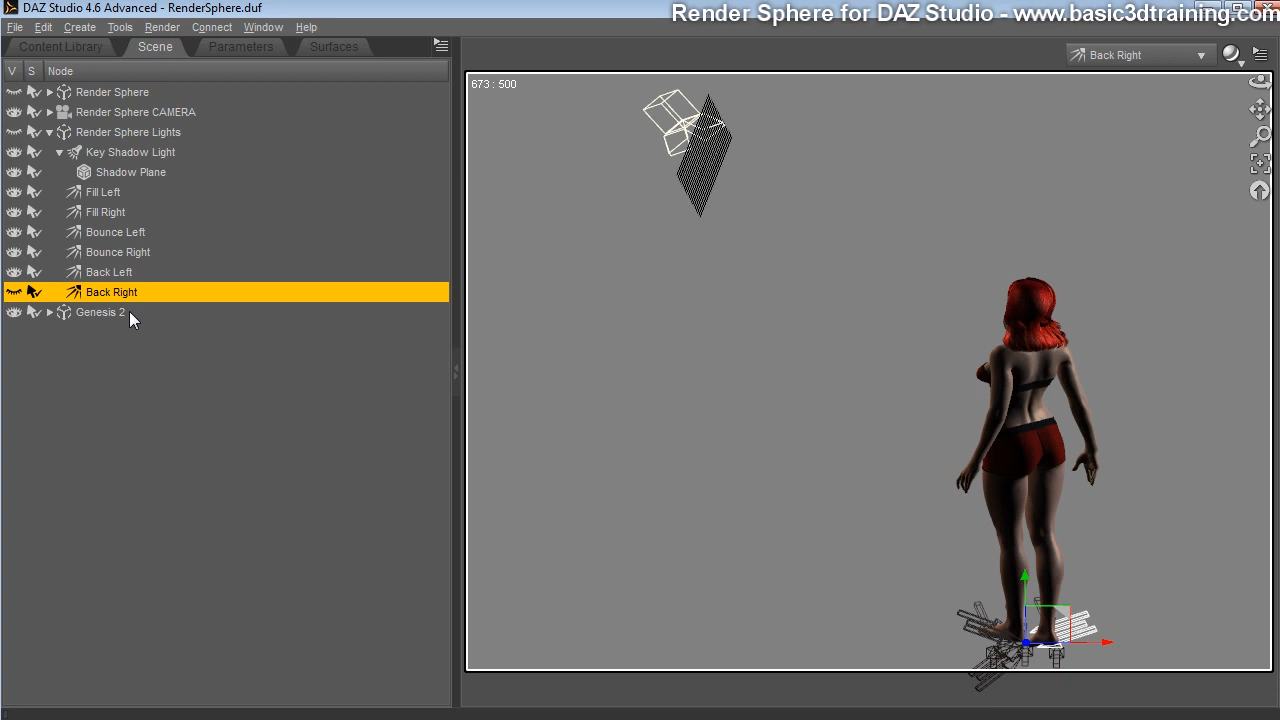 DAZ Studio 4.6 Advanced - RenderSphere.duf
Render Sphere for DAZ Studio - www.basic3dtraining.com
File Edit Create Tools Render Connect Window Help
Content Library Scene Parameters Surfaces
Back Right
V S Node
673 : 500
Render Sphere
Render Sphere CAMERA
Render Sphere Lights
Key Shadow Light
Shadow Plane
Fill Left
Fill Right
Bounce Left
Bounce Right
Back Left
Back Right
Genesis 2